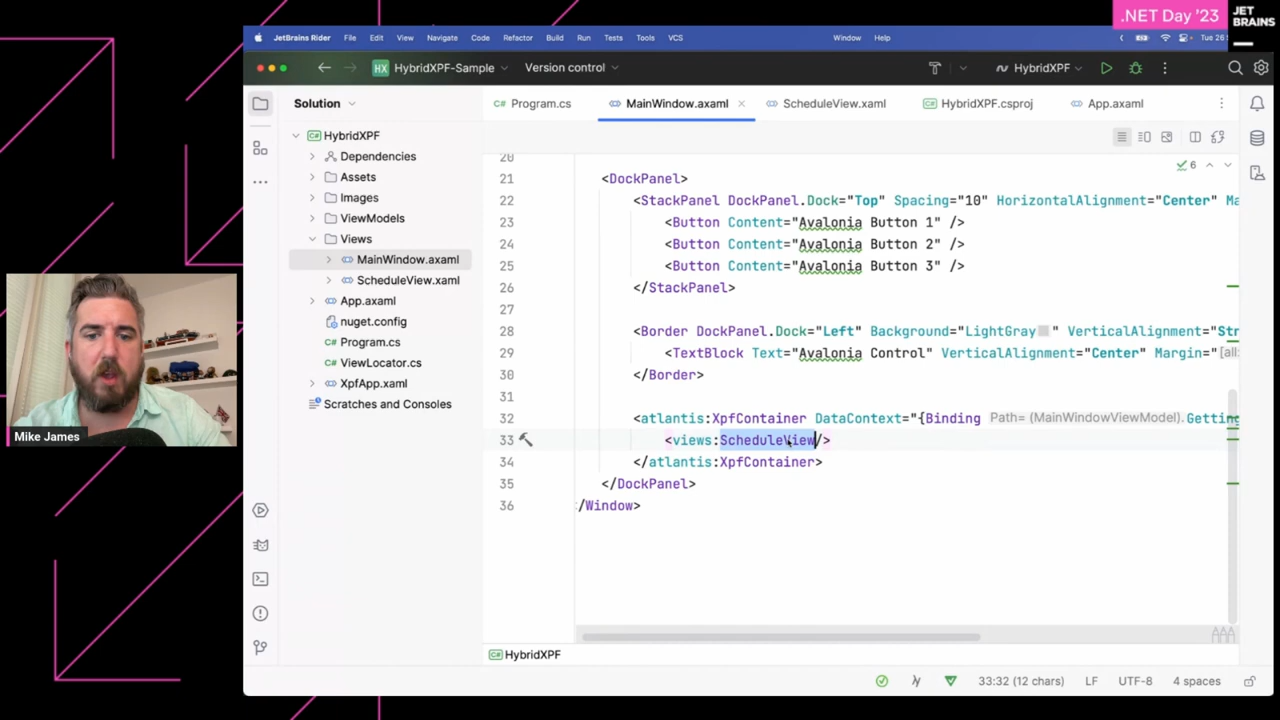 .NET Day '23
JET
BRAINS
JetBrains Rider File Edit View Navigate Code Refactor Build Run Tests Tools VCS Window Help Tue 26
HX HybridXPF-Sample Version control HybridXPF
Solution
C# Program.cs MainWindow.axaml ScheduleView.xaml C# HybridXPF.csproj App.axaml
C# HybridXPF
Dependencies
Assets
Images
ViewModels
Views
MainWindow.axaml
ScheduleView.xaml
App.axaml
nuget.config
C# Program.cs
C# ViewLocator.cs
XpfApp.xaml
Scratches and Consoles
6
20
21 <DockPanel>
22 <StackPanel DockPanel.Dock="Top" Spacing="10" HorizontalAlignment="Center" Ma
23 <Button Content="Avalonia Button 1" />
24 <Button Content="Avalonia Button 2" />
25 <Button Content="Avalonia Button 3" />
26 </StackPanel>
27
28 <Border DockPanel.Dock="Left" Background="LightGray" VerticalAlignment="Str
29 <TextBlock Text="Avalonia Control" VerticalAlignment="Center" Margin="[all:
30 </Border>
31
32 <atlantis:XpfContainer DataContext="{Binding Path= (MainWindowViewModel).Getting
33 <views:ScheduleView/>
34 </atlantis:XpfContainer>
35 </DockPanel>
36 /Window>
Mike James
C# HybridXPF
33:32 (12 chars) LF UTF-8 4 spaces